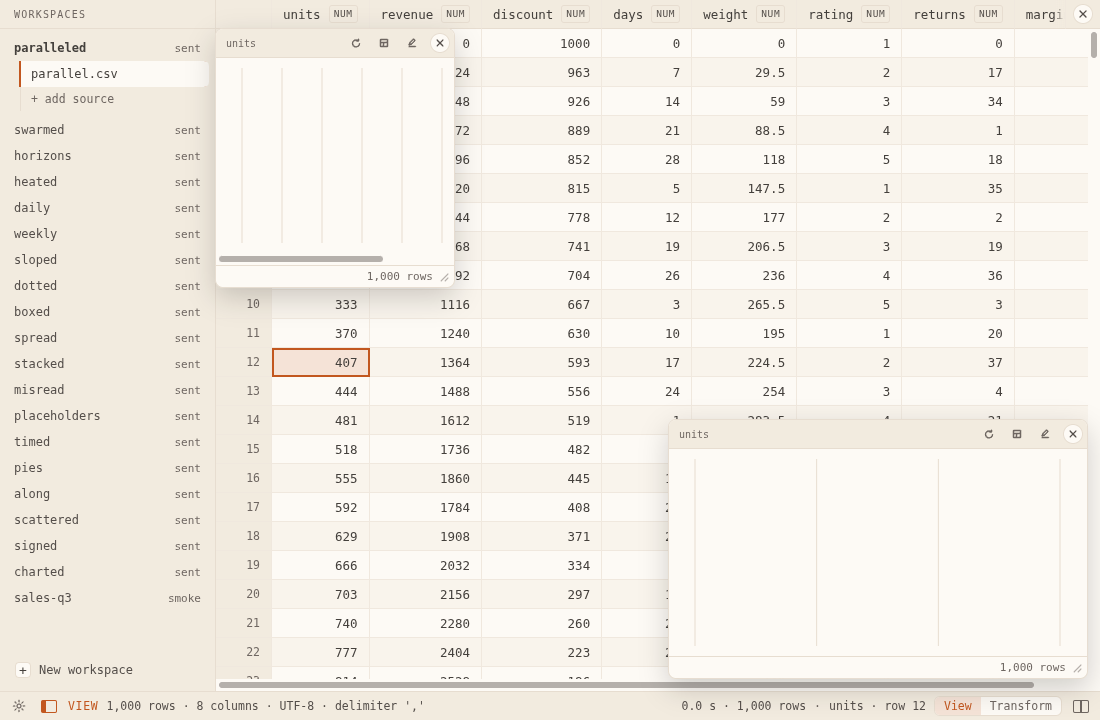 WORKSPACES
paralleled sent
parallel.csv
+ add source
swarmed sent
horizons sent
heated sent
daily sent
weekly sent
sloped sent
dotted sent
boxed sent
spread sent
stacked sent
misread sent
placeholders sent
timed sent
pies sent
along sent
scattered sent
signed sent
charted sent
sales-q3 smoke
+ New workspace
units NUM revenue NUM discount NUM days NUM weight NUM rating NUM returns NUM margi
0 1000 0 0 1 0
24 963 7 29.5 2 17
48 926 14 59 3 34
72 889 21 88.5 4 1
96 852 28 118 5 18
20 815 5 147.5 1 35
44 778 12 177 2 2
68 741 19 206.5 3 19
92 704 26 236 4 36
10 333 1116 667 3 265.5 5 3
11 370 1240 630 10 195 1 20
12 407 1364 593 17 224.5 2 37
13 444 1488 556 24 254 3 4
14 481 1612 519
15 518 1736 482
16 555 1860 445
17 592 1784 408
18 629 1908 371
19 666 2032 334
20 703 2156 297
21 740 2280 260
22 777 2404 223
units
1,000 rows
units
1,000 rows
VIEW 1,000 rows · 8 columns · UTF-8 · delimiter ','
0.0 s · 1,000 rows · units · row 12 View Transform